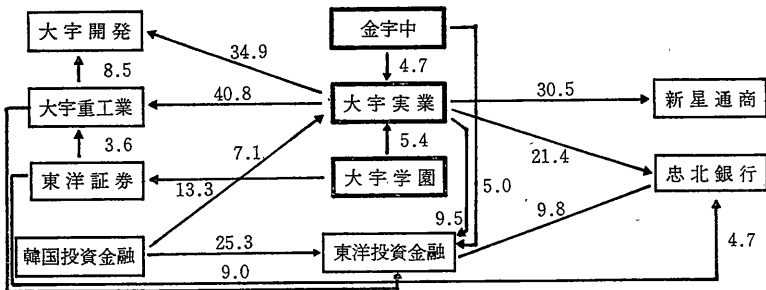 大宇開発
金宇中
34.9
8.5
4.7
大宇重工業
40.8
大宇実業
30.5
新星通商
3.6
7.1
5.4
21.4
東洋証券
13.3
大宇学園
5.0
忠北銀行
9.5
9.8
韓国投資金融
25.3
東洋投資金融
4.7
9.0